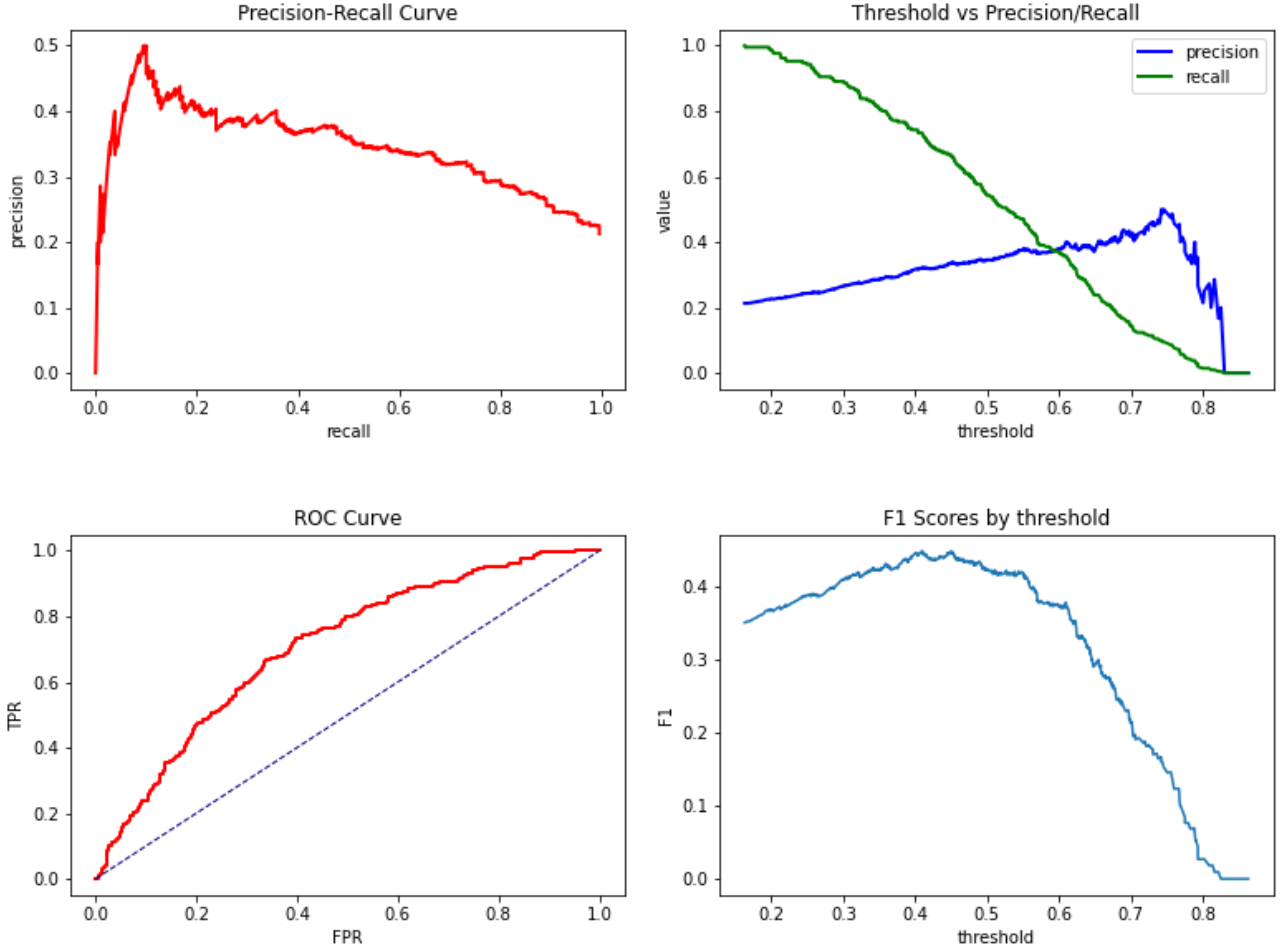 Precision-Recall Curve
0.5
0.4
0.3
0.2
0.1
0.0
precision
0.0 0.2 0.4 0.6 0.8 1.0
recall
Threshold vs Precision/Recall
1.0
0.8
0.6
0.4
0.2
0.0
value
precision
recall
0.2 0.3 0.4 0.5 0.6 0.7 0.8
threshold
ROC Curve
1.0
0.8
0.6
0.4
0.2
0.0
TPR
0.0 0.2 0.4 0.6 0.8 1.0
FPR
F1 Scores by threshold
0.4
0.3
0.2
0.1
0.0
F1
0.2 0.3 0.4 0.5 0.6 0.7 0.8
threshold